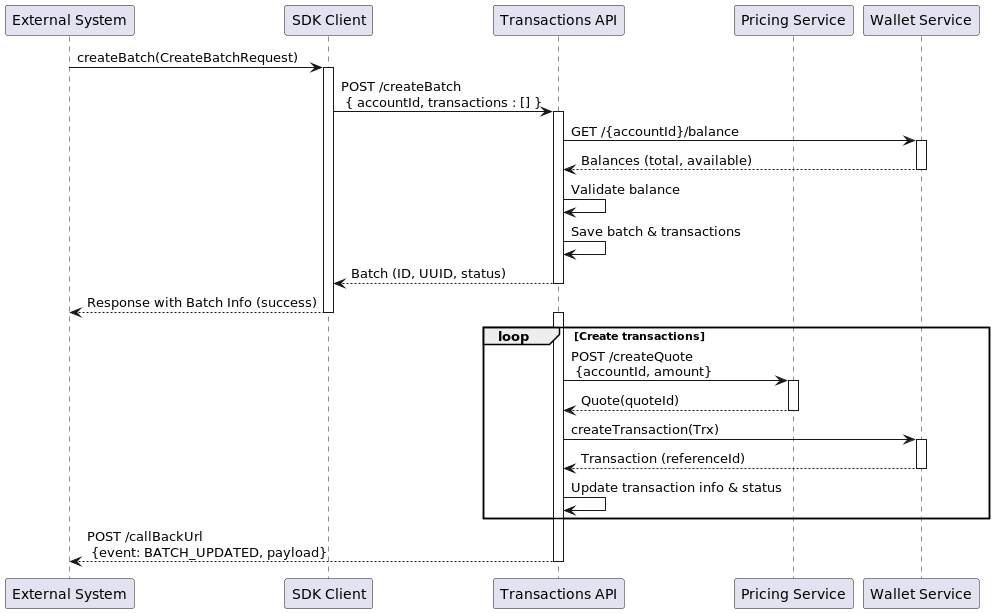 External System
SDK Client
Transactions API
Pricing Service
Wallet Service
createBatch(CreateBatchRequest)
POST /createBatch
{ accountId, transactions : [] }
GET /{accountId}/balance
Balances (total, available)
Validate balance
Save batch & transactions
Batch (ID, UUID, status)
Response with Batch Info (success)
loop
[Create transactions]
POST /createQuote
{accountId, amount}
Quote(quoteId)
createTransaction(Trx)
Transaction (referenceId)
Update transaction info & status
POST /callBackUrl
{event: BATCH_UPDATED, payload}
External System
SDK Client
Transactions API
Pricing Service
Wallet Service